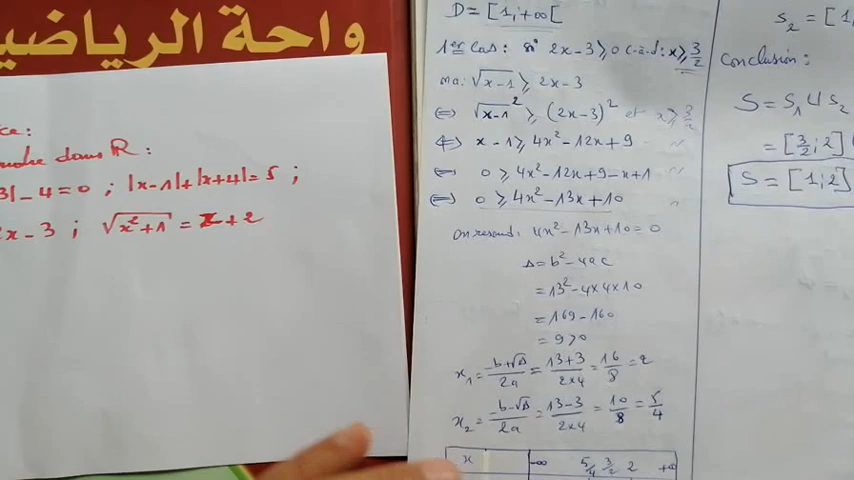 واحة الرياضي
ce:
dans R :
3|-4=0 ; |x-1|+|x+4|=5 ;
2x-3 ; √(x²+1) = x+2
D = [1;+∞[
1er Cas : si 2x-3⩾0 c-à-d: x⩾3/2
on a: √(x-1) ⩾ 2x-3
⇔ √(x-1)² ⩾ (2x-3)² et x⩾3/2
⇔ x-1 ⩾ 4x²-12x+9 "
⇔ 0 ⩾ 4x²-12x+9-x+1 "
⇔ 0 ⩾ 4x²-13x+10 "
on resoud: 4x²-13x+10=0
Δ = b²-4ac
= 13²-4×4×10
= 169-160
= 9>0
x₁ = (-b+√Δ)/2a = (13+3)/(2×4) = 16/8 = 2
x₂ = (-b-√Δ)/2a = (13-3)/(2×4) = 10/8 = 5/4
x -∞ 5/4 3/2 2 +∞
S₂ = [1;
Conclusion :
S = S₁ ∪ S₂
= [3/2;2]
S = [1;2]